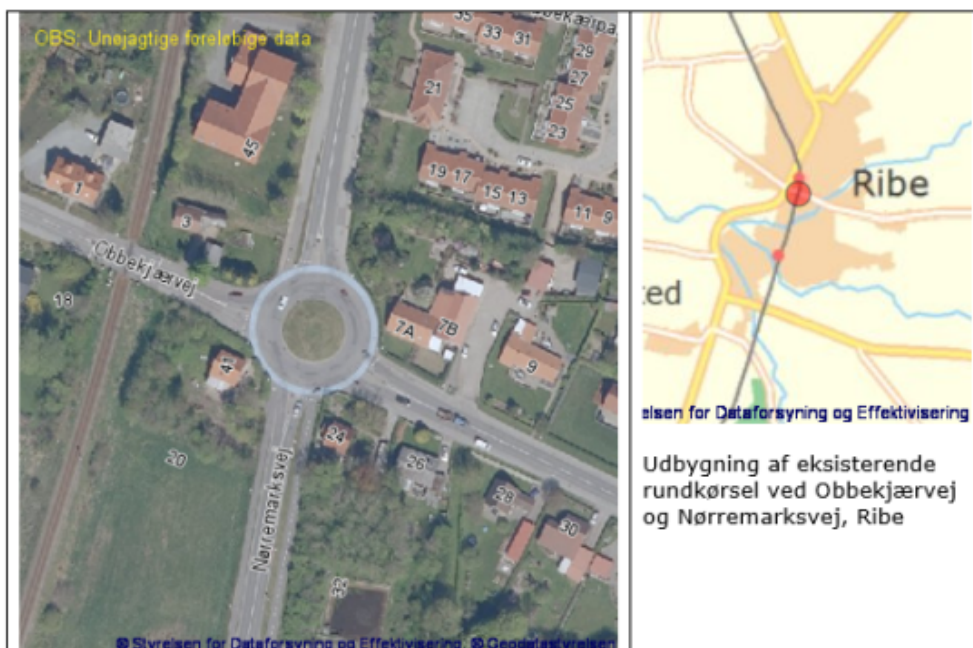 OBS: Unøjagtige foreløbige data
35
33
31
29
27
25
23
21
45
19
17
15
13
11
9
1
3
Obbekjærvej
18
7A
7B
9
41
24
26
28
30
20
Nørremarksvej
32
© Styrelsen for Dataforsyning og Effektivisering, © Geodatastyrelsen
Ribe
ted
elsen for Dataforsyning og Effektivisering
Udbygning af eksisterende
rundkørsel ved Obbekjærvej
og Nørremarksvej, Ribe